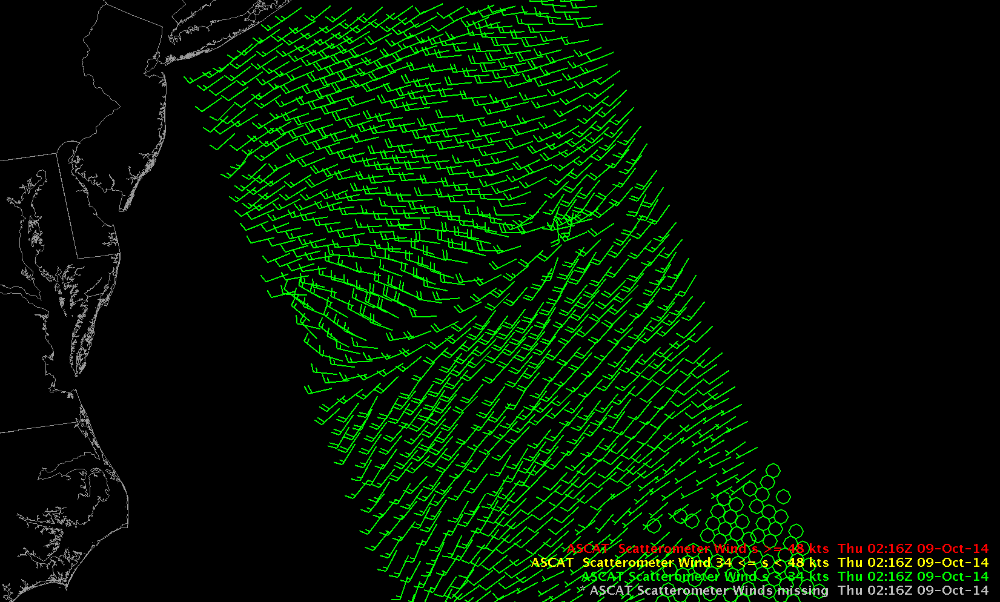 ASCAT Scatterometer Wind s >= 48 kts Thu 02:16Z 09-Oct-14
ASCAT Scatterometer Wind 34 <= s < 48 kts Thu 02:16Z 09-Oct-14
ASCAT Scatterometer Wind s < 34 kts Thu 02:16Z 09-Oct-14
* ASCAT Scatterometer Winds missing Thu 02:16Z 09-Oct-14